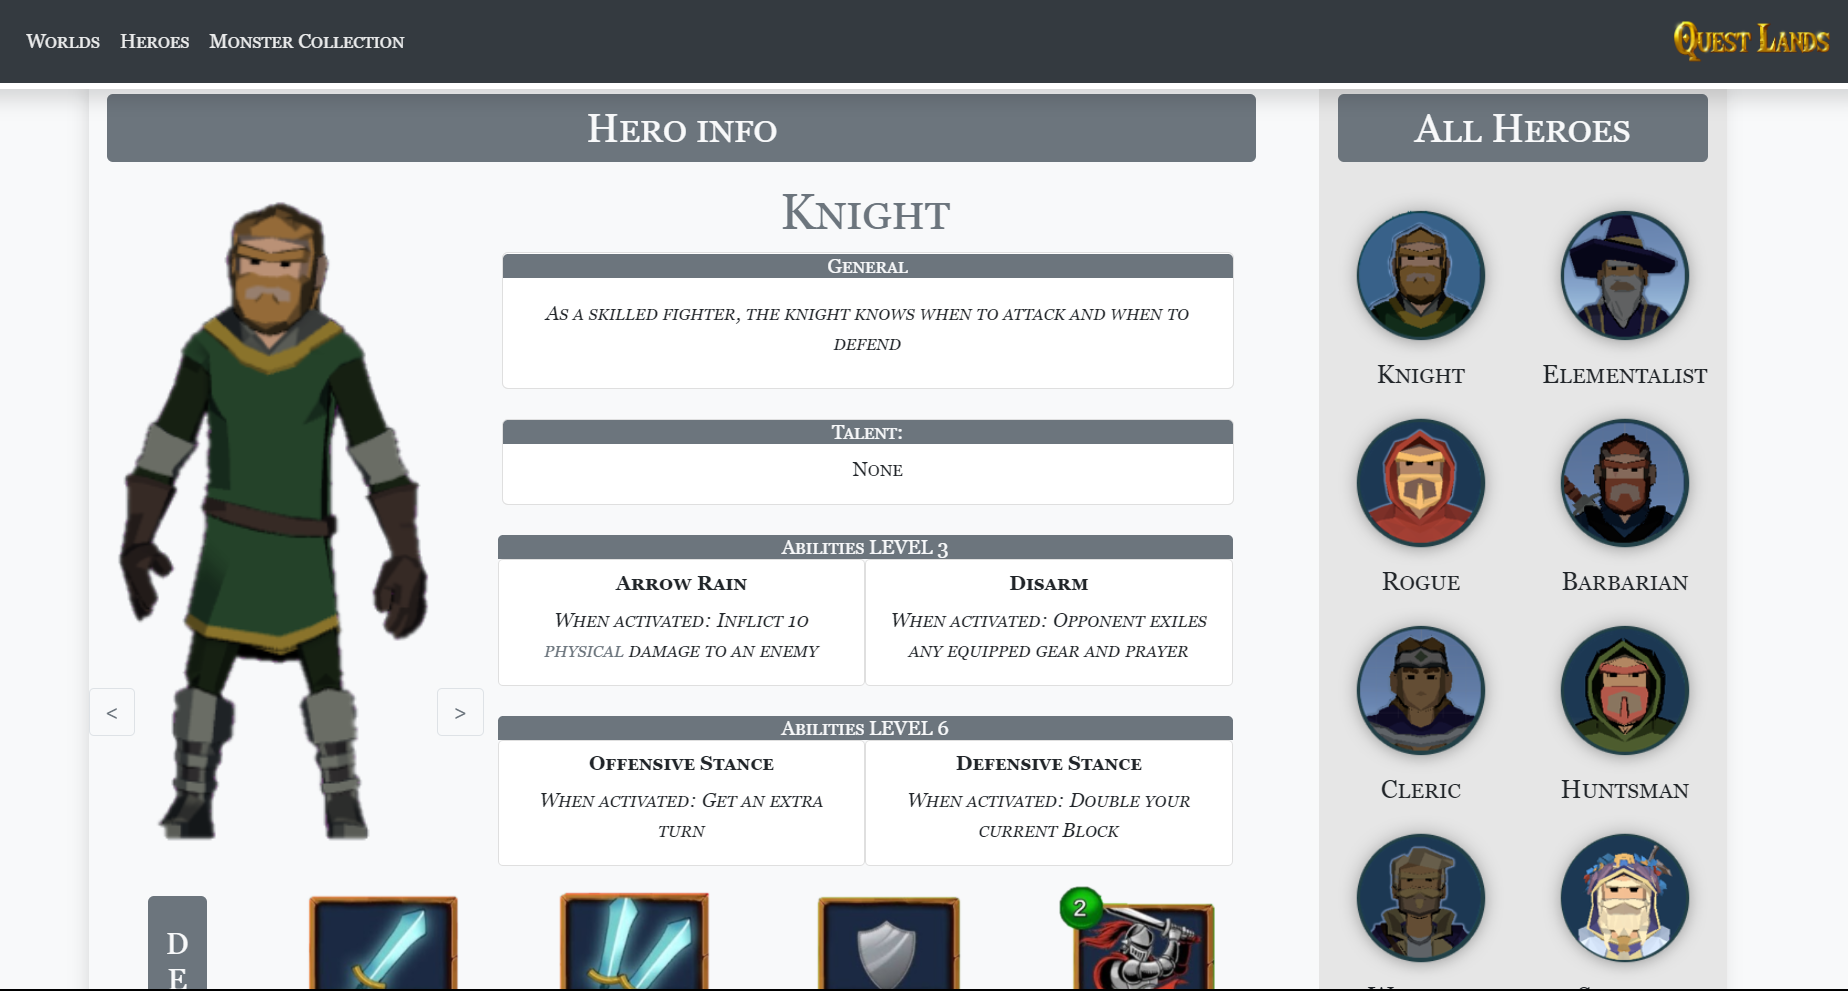 Worlds Heroes Monster Collection
Quest Lands
Hero info
Knight
General
As a skilled fighter, the knight knows when to attack and when to
defend
Talent:
None
Abilities LEVEL 3
Arrow Rain
When activated: Inflict 10
physical damage to an enemy
Disarm
When activated: Opponent exiles
any equipped gear and prayer
Abilities LEVEL 6
Offensive Stance
When activated: Get an extra
turn
Defensive Stance
When activated: Double your
current Block
<
>
D
E
2
All Heroes
Knight
Elementalist
Rogue
Barbarian
Cleric
Huntsman